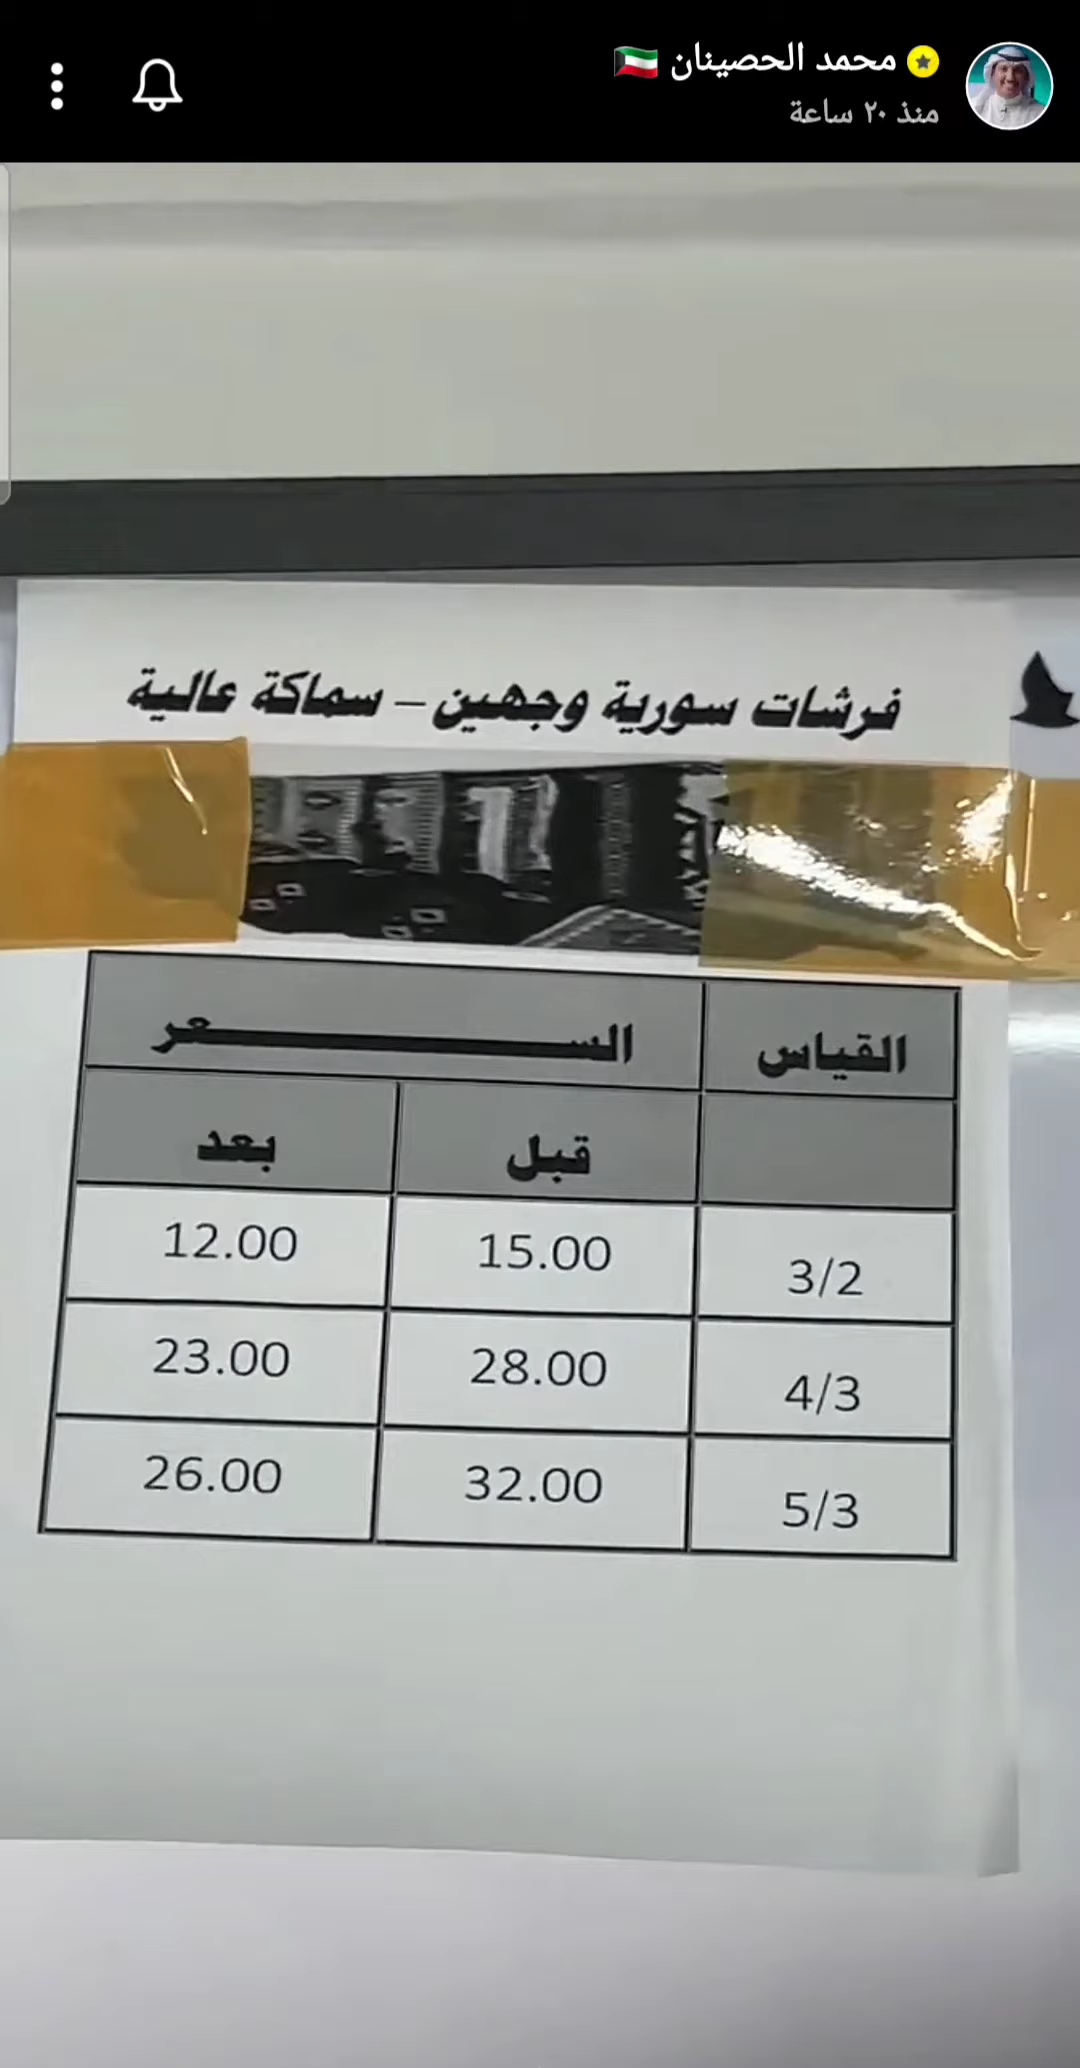 محمد الحصينان
منذ ٢٠ ساعة
فرشات سورية وجهين – سماكة عالية
القياس السـعر
قبل بعد
3/2 15.00 12.00
4/3 28.00 23.00
5/3 32.00 26.00